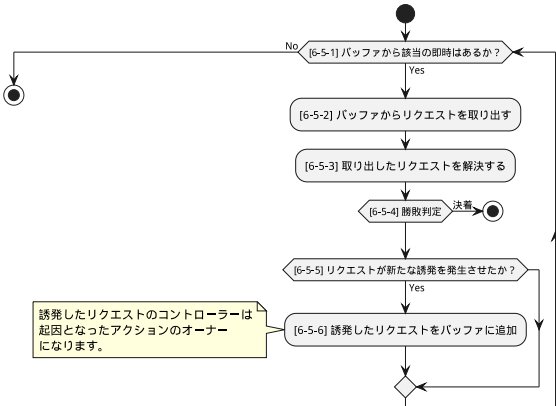 No
[6-5-1] バッファから該当の即時はあるか？
Yes
[6-5-2] バッファからリクエストを取り出す
[6-5-3] 取り出したリクエストを解決する
[6-5-4] 勝敗判定
決着
[6-5-5] リクエストが新たな誘発を発生させたか？
Yes
誘発したリクエストのコントローラーは
起因となったアクションのオーナー
になります。
[6-5-6] 誘発したリクエストをバッファに追加